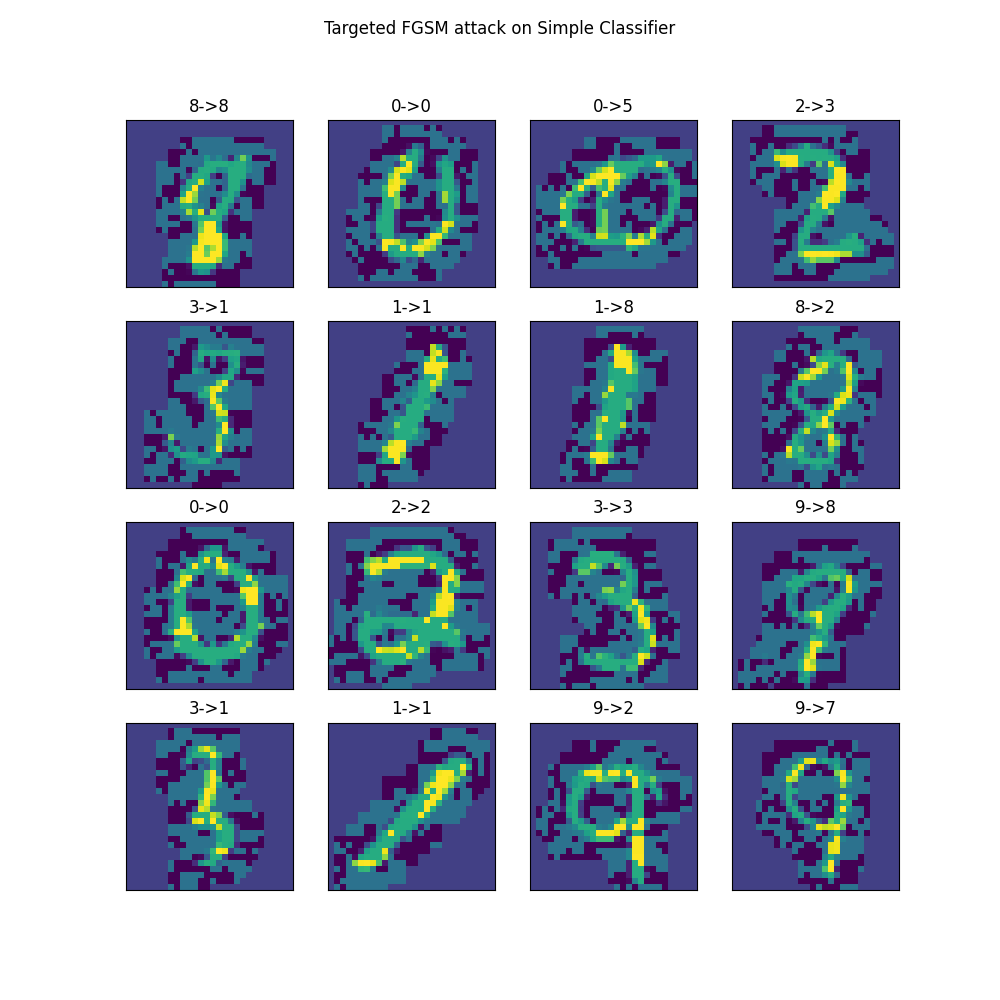 Targeted FGSM attack on Simple Classifier
8->8 0->0 0->5 2->3
3->1 1->1 1->8 8->2
0->0 2->2 3->3 9->8
3->1 1->1 9->2 9->7